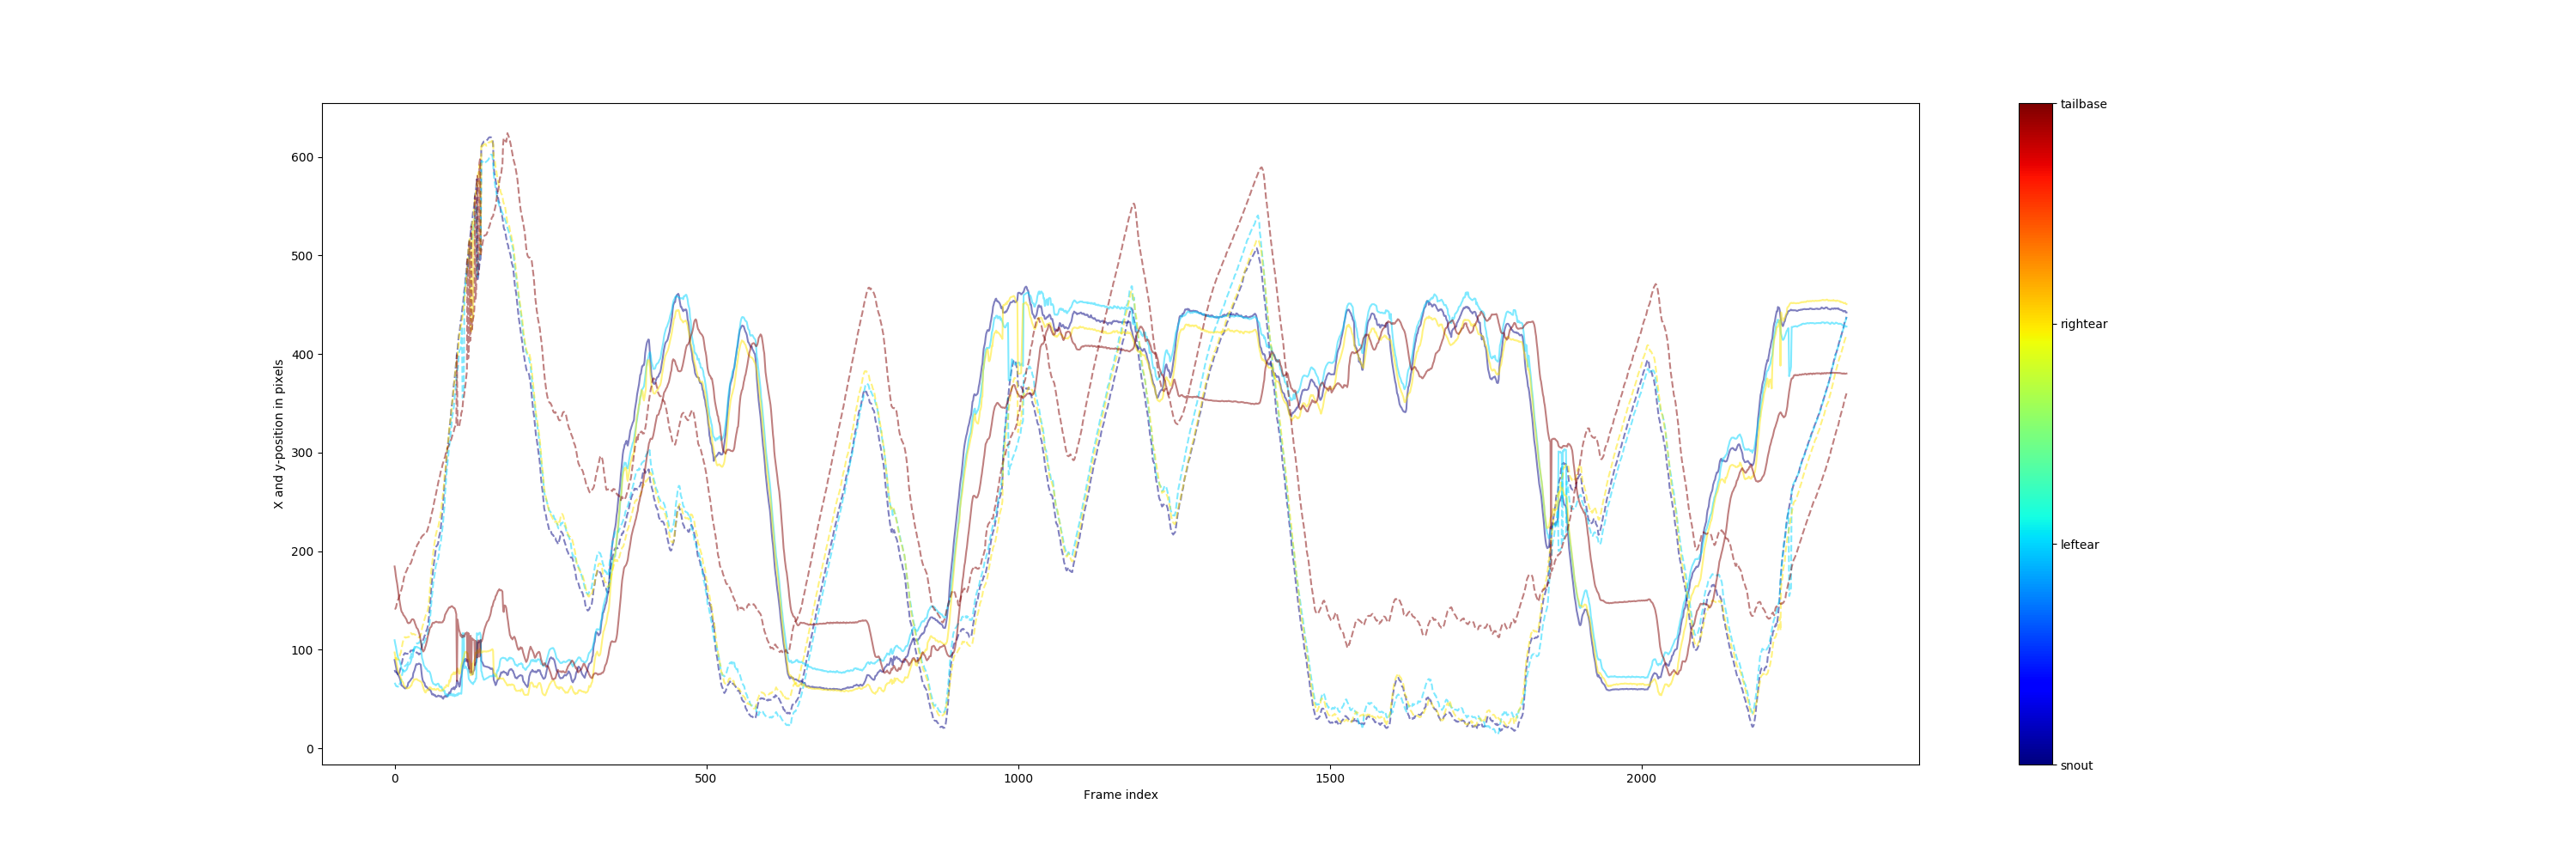 600
500
400
300
200
100
0
X and y-position in pixels
0 500 1000 1500 2000
Frame index
tailbase
rightear
leftear
snout